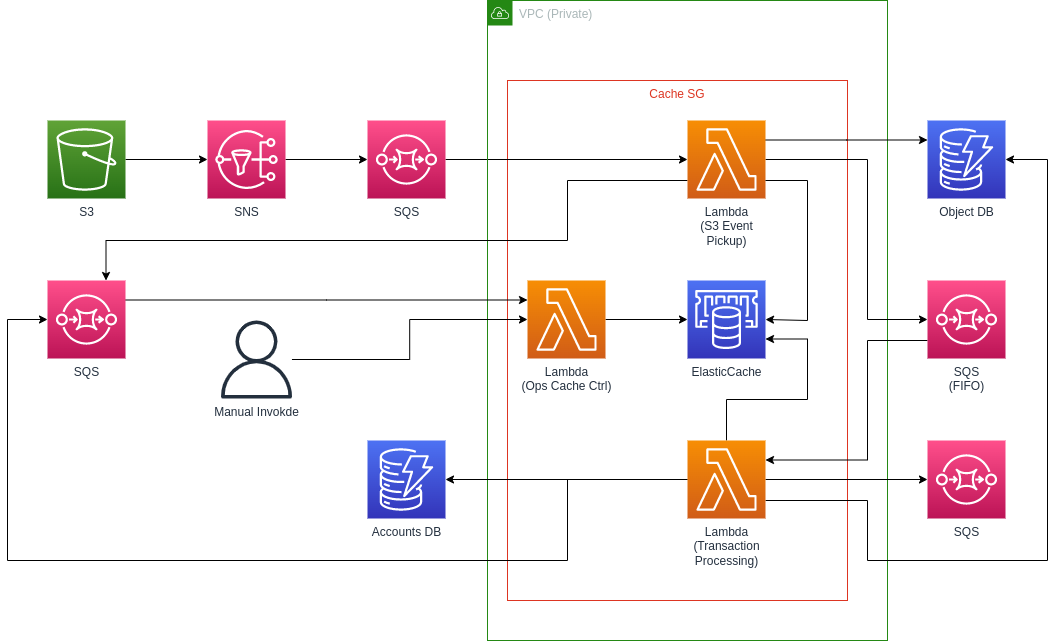 VPC (Private)
Cache SG
S3
SNS
SQS
Lambda
(S3 Event
Pickup)
Object DB
SQS
Manual Invokde
Lambda
(Ops Cache Ctrl)
ElasticCache
SQS
(FIFO)
Accounts DB
Lambda
(Transaction
Processing)
SQS